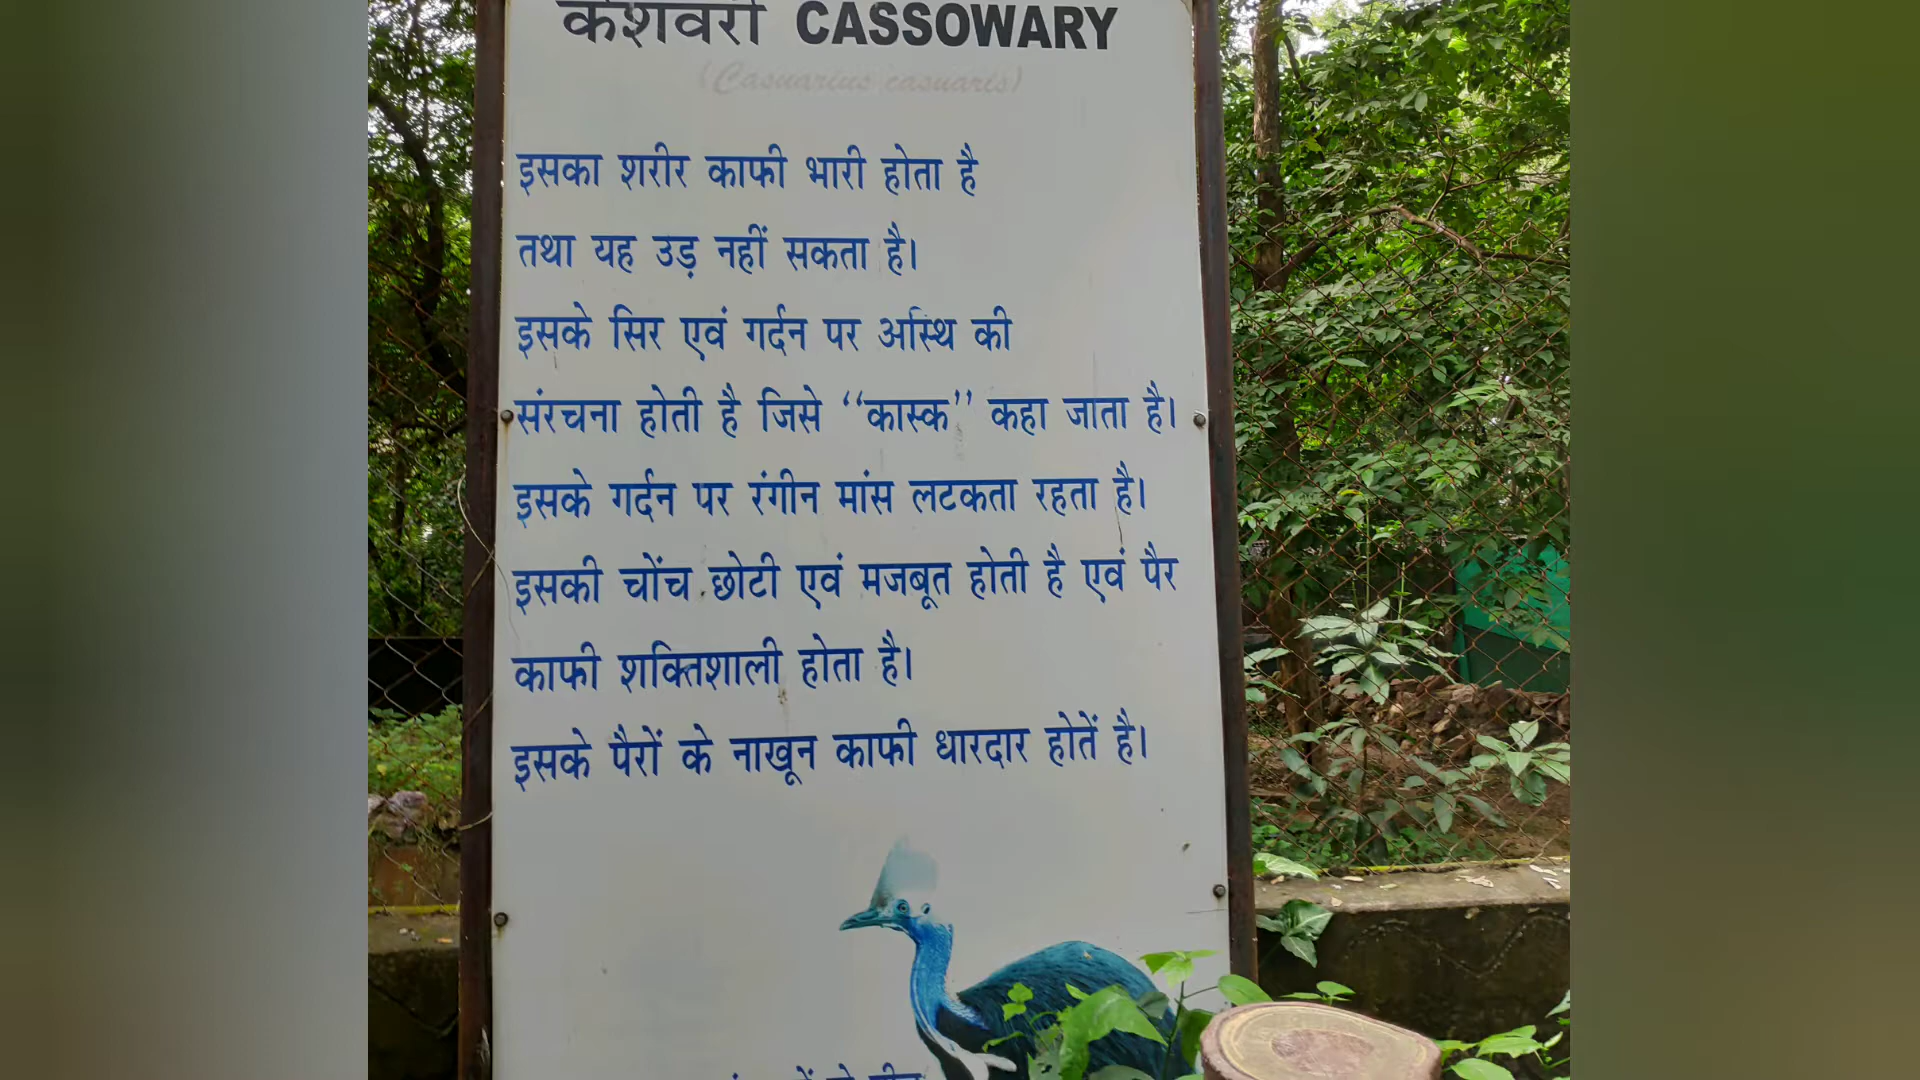 केशवरी CASSOWARY
(Casuarius casuaris)
इसका शरीर काफी भारी होता है
तथा यह उड़ नहीं सकता है।
इसके सिर एवं गर्दन पर अस्थि की
संरचना होती है जिसे “कास्क” कहा जाता है।
इसके गर्दन पर रंगीन मांस लटकता रहता है।
इसकी चोंच छोटी एवं मजबूत होती है एवं पैर
काफी शक्तिशाली होता है।
इसके पैरों के नाखून काफी धारदार होतें है।